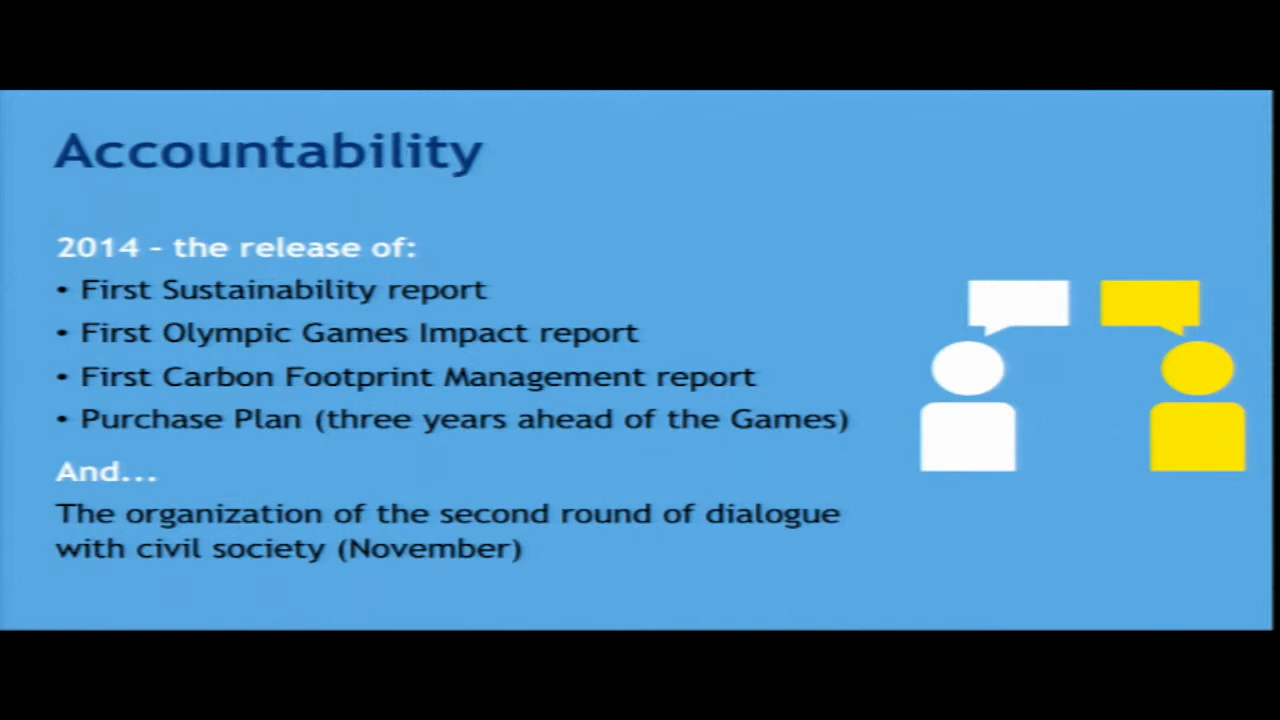 Accountability
2014 – the release of:
• First Sustainability report
• First Olympic Games Impact report
• First Carbon Footprint Management report
• Purchase Plan (three years ahead of the Games)
And...
The organization of the second round of dialogue
with civil society (November)